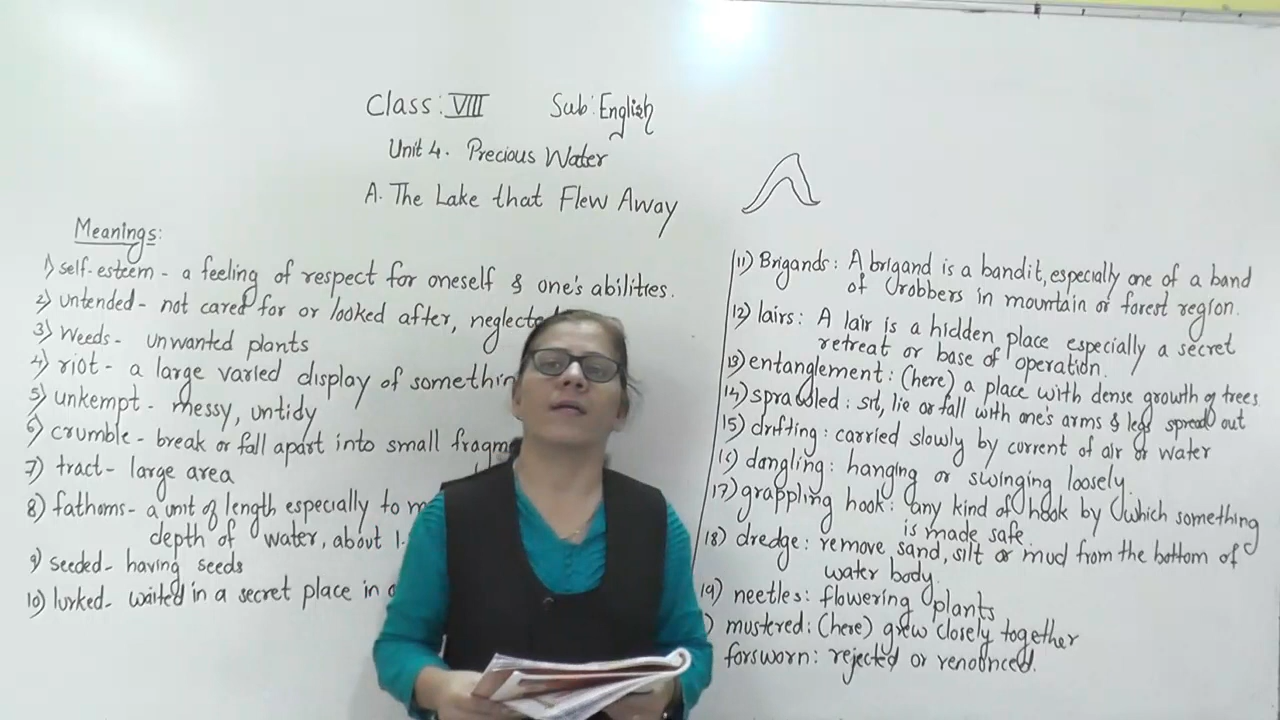 Class: VIII Sub: English
Unit 4. Precious Water
A. The Lake that Flew Away
Meanings:
1) self-esteem - a feeling of respect for oneself & one's abilities.
2) untended - not cared for or looked after,
3) Weeds - unwanted plants
4) riot - a large varied display of
5) unkempt - messy, untidy
6) crumble - break or fall apart into small
7) tract - large area
8) fathoms - a unit of length especially to
depth of water, about
9) seeded - having seeds
10) lurked - waited in a secret place in
11) Brigands: A brigand is a bandit, especially one of a band
of robbers in mountain or forest region.
12) lairs: A lair is a hidden place especially a secret
retreat or base of operation.
13) entanglement: (here) a place with dense growth of trees
14) sprawled: sit, lie or fall with one's arms & legs spread out
15) drifting: carried slowly by current of air or water
16) dangling: hanging or swinging loosely.
17) grappling hook: any kind of hook by which something
is made safe.
18) dredge: remove sand, silt or mud from the bottom of
water body.
19) neetles: flowering plants
) mustered: (here) grew closely together
forsworn: rejected or renounced.